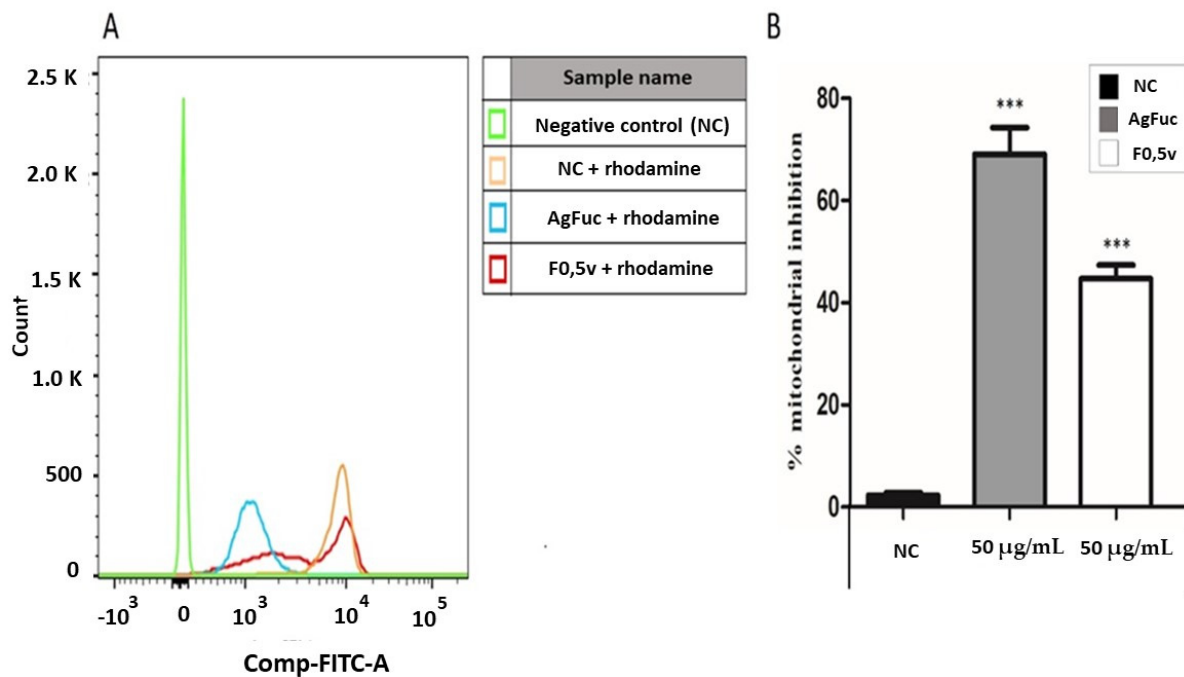 A
2.5 K
2.0 K
1.5 K
1.0 K
500
0
Count
-10³ 0 10³ 10⁴ 10⁵
Comp-FITC-A
Sample name
Negative control (NC)
NC + rhodamine
AgFuc + rhodamine
F0,5v + rhodamine
B
NC
AgFuc
F0,5v
80
60
40
20
0
% mitochondrial inhibition
***
***
NC 50 µg/mL 50 µg/mL